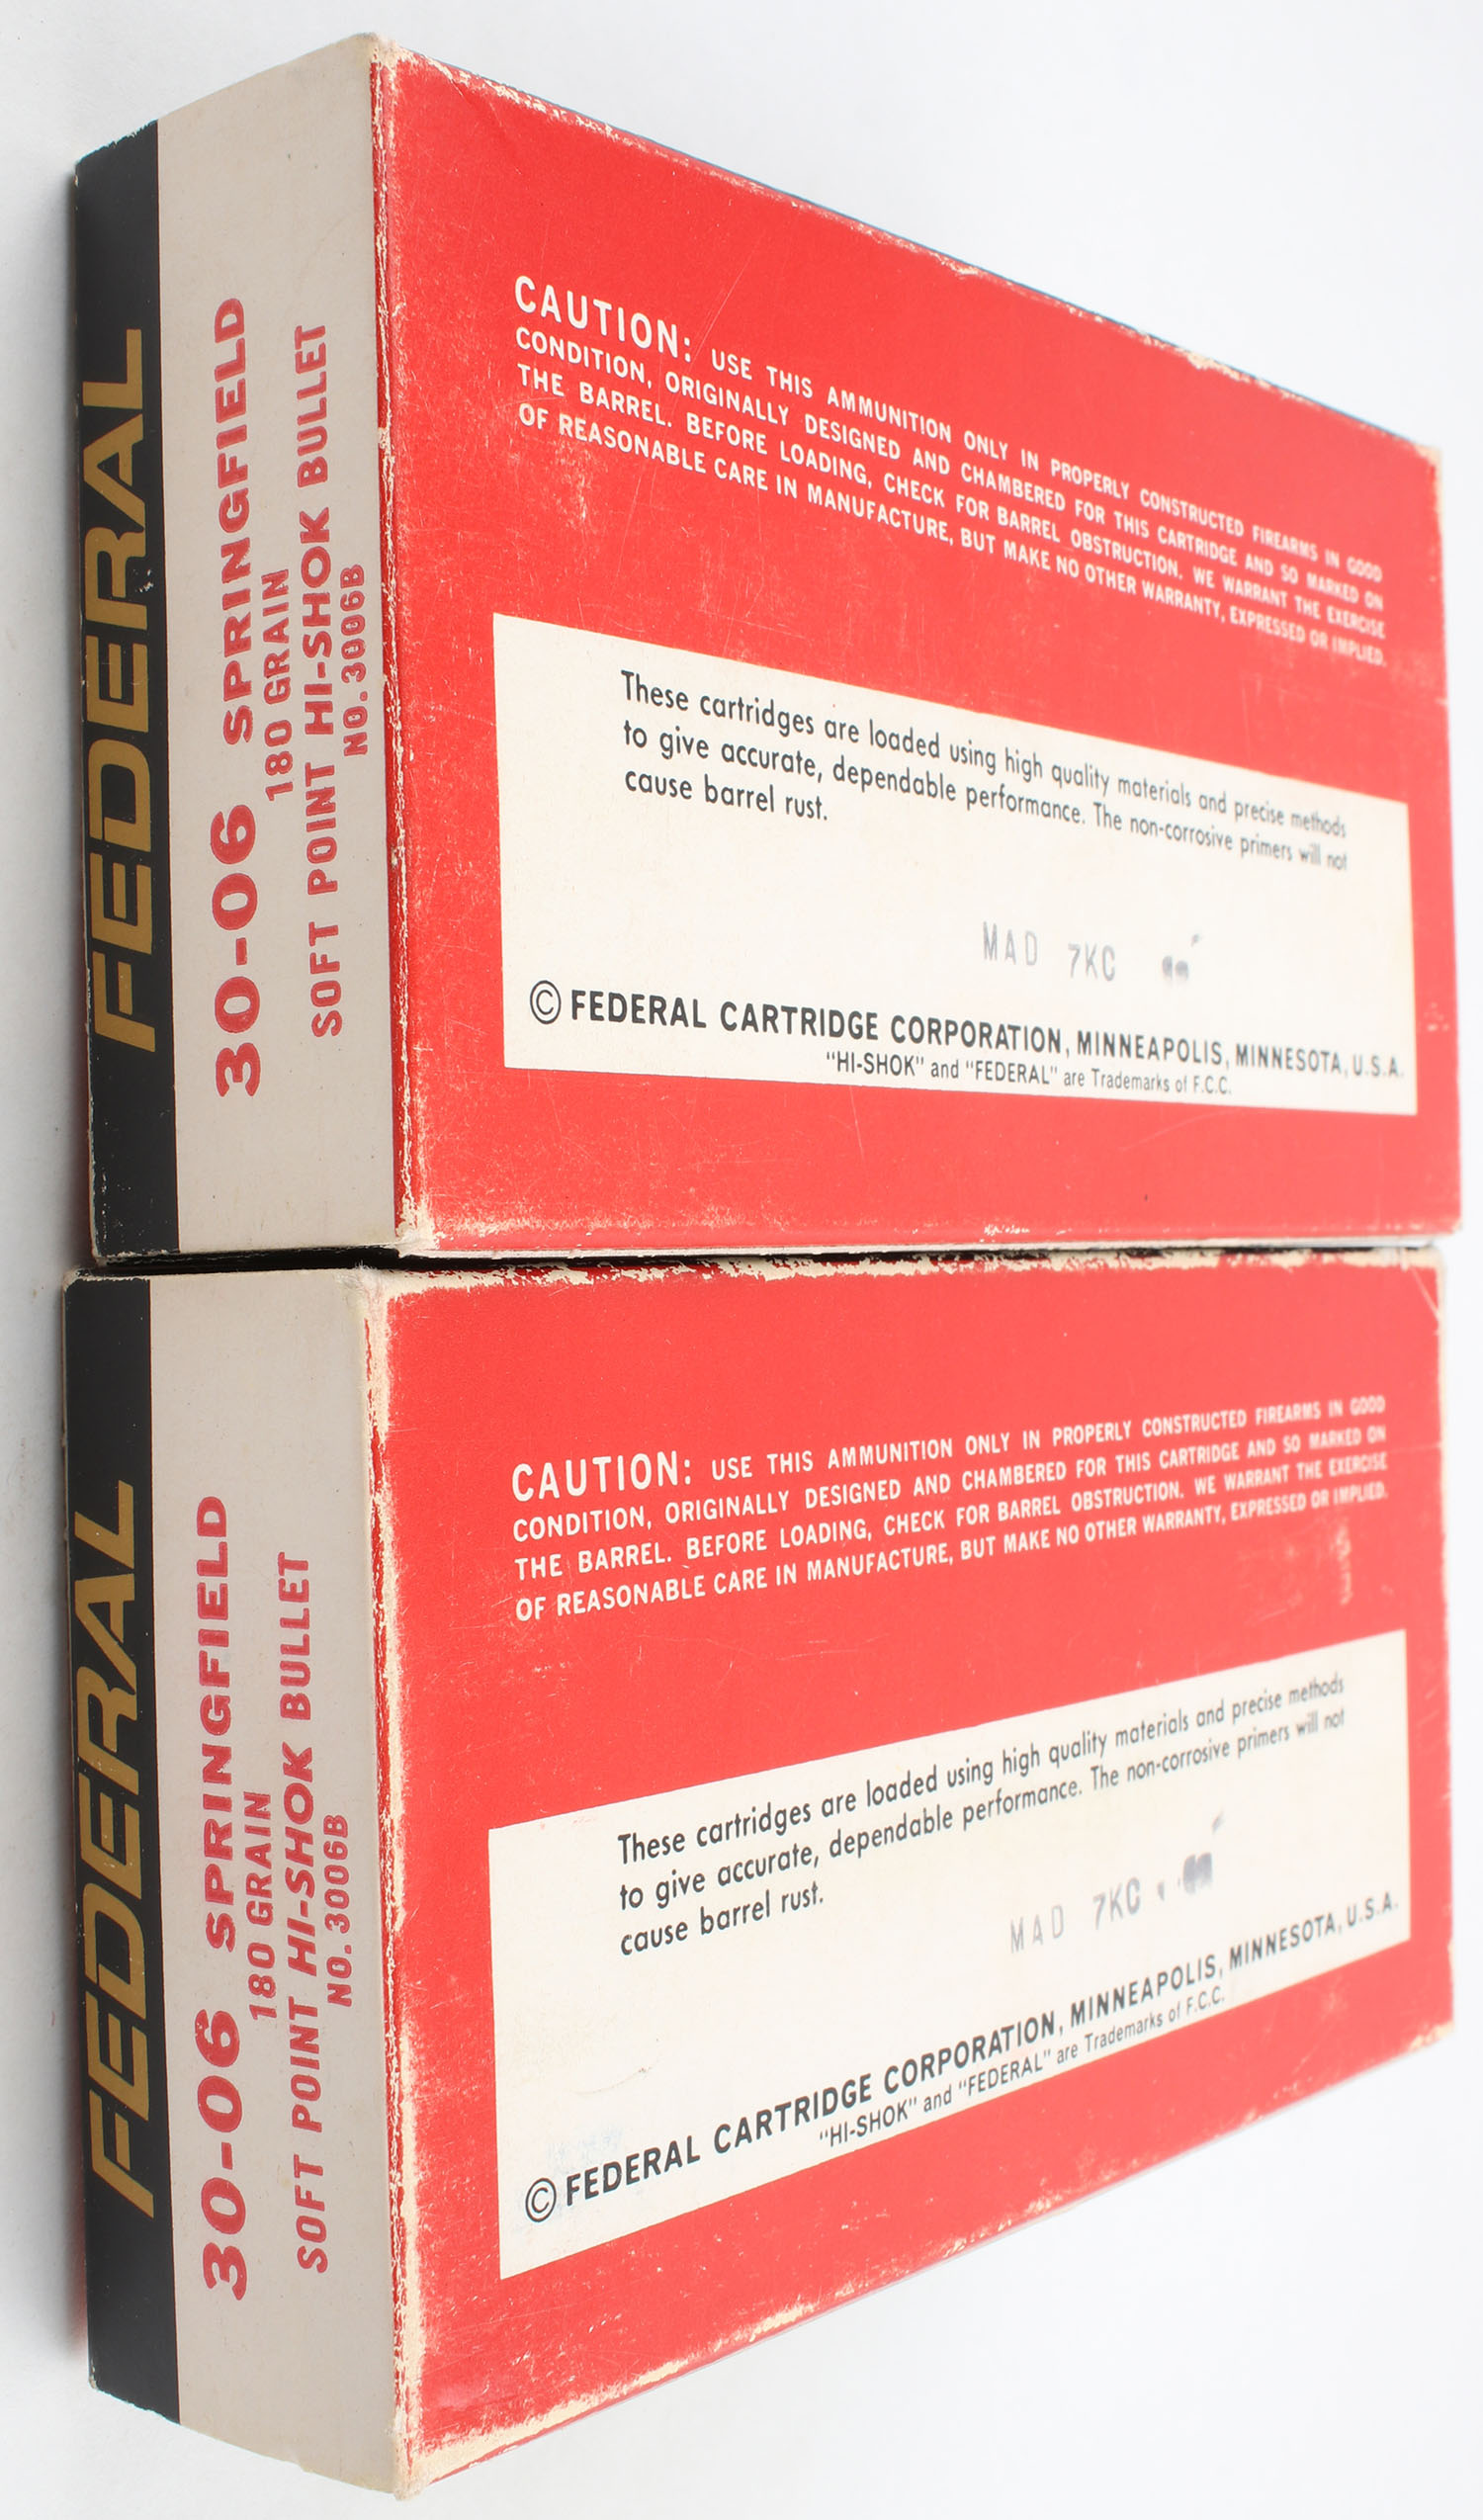 FEDERAL
30-06 SPRINGFIELD
180 GRAIN
SOFT POINT HI-SHOK BULLET
NO.3006B
CAUTION: USE THIS AMMUNITION ONLY IN PROPERLY CONSTRUCTED FIREARMS IN GOOD
CONDITION, ORIGINALLY DESIGNED AND CHAMBERED FOR THIS CARTRIDGE AND SO MARKED ON
THE BARREL. BEFORE LOADING, CHECK FOR BARREL OBSTRUCTION. WE WARRANT THE EXERCISE
OF REASONABLE CARE IN MANUFACTURE, BUT MAKE NO OTHER WARRANTY, EXPRESSED OR IMPLIED.
These cartridges are loaded using high quality materials and precise methods
to give accurate, dependable performance. The non-corrosive primers will not
cause barrel rust.
MAD 7KC
© FEDERAL CARTRIDGE CORPORATION, MINNEAPOLIS, MINNESOTA, U.S.A.
"HI-SHOK" and "FEDERAL" are Trademarks of F.C.C.
FEDERAL
30-06 SPRINGFIELD
180 GRAIN
SOFT POINT HI-SHOK BULLET
NO.3006B
CAUTION: USE THIS AMMUNITION ONLY IN PROPERLY CONSTRUCTED FIREARMS IN GOOD
CONDITION, ORIGINALLY DESIGNED AND CHAMBERED FOR THIS CARTRIDGE AND SO MARKED ON
THE BARREL. BEFORE LOADING, CHECK FOR BARREL OBSTRUCTION. WE WARRANT THE EXERCISE
OF REASONABLE CARE IN MANUFACTURE, BUT MAKE NO OTHER WARRANTY, EXPRESSED OR IMPLIED.
These cartridges are loaded using high quality materials and precise methods
to give accurate, dependable performance. The non-corrosive primers will not
cause barrel rust.
MAD 7KC
© FEDERAL CARTRIDGE CORPORATION, MINNEAPOLIS, MINNESOTA, U.S.A.
"HI-SHOK" and "FEDERAL" are Trademarks of F.C.C.